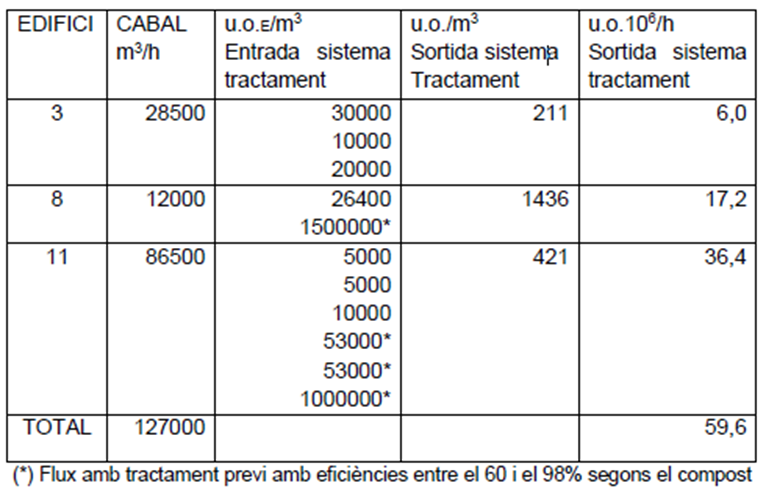 EDIFICI CABAL u.o.E/m³ u.o./m³ u.o.10⁶/h
m³/h Entrada sistema Sortida sistema Sortida sistema
tractament Tractament tractament
3 28500 30000 211 6,0
10000
20000
8 12000 26400 1436 17,2
1500000*
11 86500 5000 421 36,4
5000
10000
53000*
53000*
1000000*
TOTAL 127000 59,6
(*) Flux amb tractament previ amb eficiències entre el 60 i el 98% segons el compost